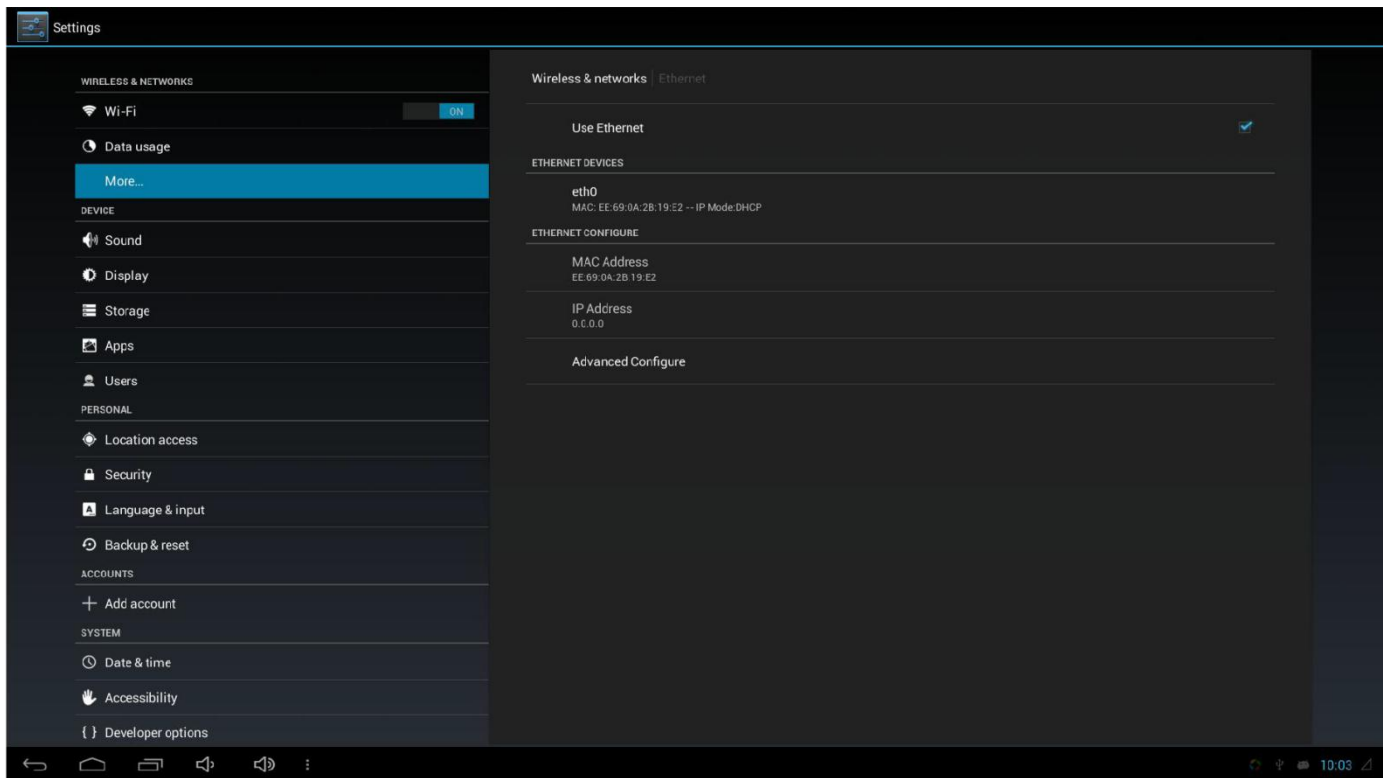 Settings
WIRELESS & NETWORKS
Wi-Fi
ON
Data usage
More...
DEVICE
Sound
Display
Storage
Apps
Users
PERSONAL
Location access
Security
Language & input
Backup & reset
ACCOUNTS
Add account
SYSTEM
Date & time
Accessibility
{ } Developer options
Wireless & networks | Ethernet
Use Ethernet
ETHERNET DEVICES
eth0
MAC: EE:69:0A:2B:19:E2 -- IP Mode:DHCP
ETHERNET CONFIGURE
MAC Address
EE:69:0A:2B:19:E2
IP Address
0.0.0.0
Advanced Configure
10:03